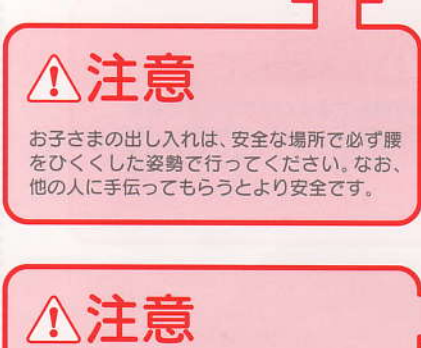 注意
お子さまの出し入れは、安全な場所で必ず腰
をひくくした姿勢で行ってください。なお、
他の人に手伝ってもらうとより安全です。
注意